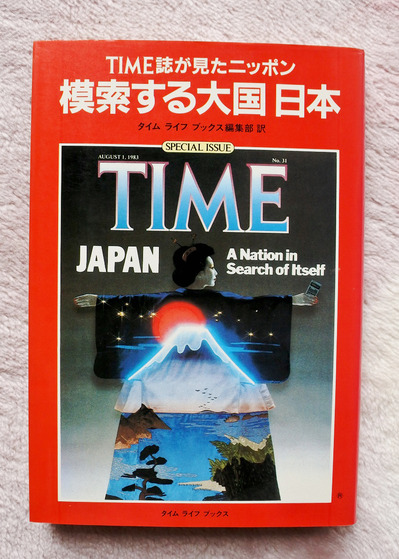 TIME誌が見たニッポン
模索する大国 日本
タイム ライフ ブックス編集部 訳
SPECIAL ISSUE
AUGUST 1, 1983 No. 31
TIME
JAPAN
A Nation in
Search of Itself
タイム ライフ ブックス